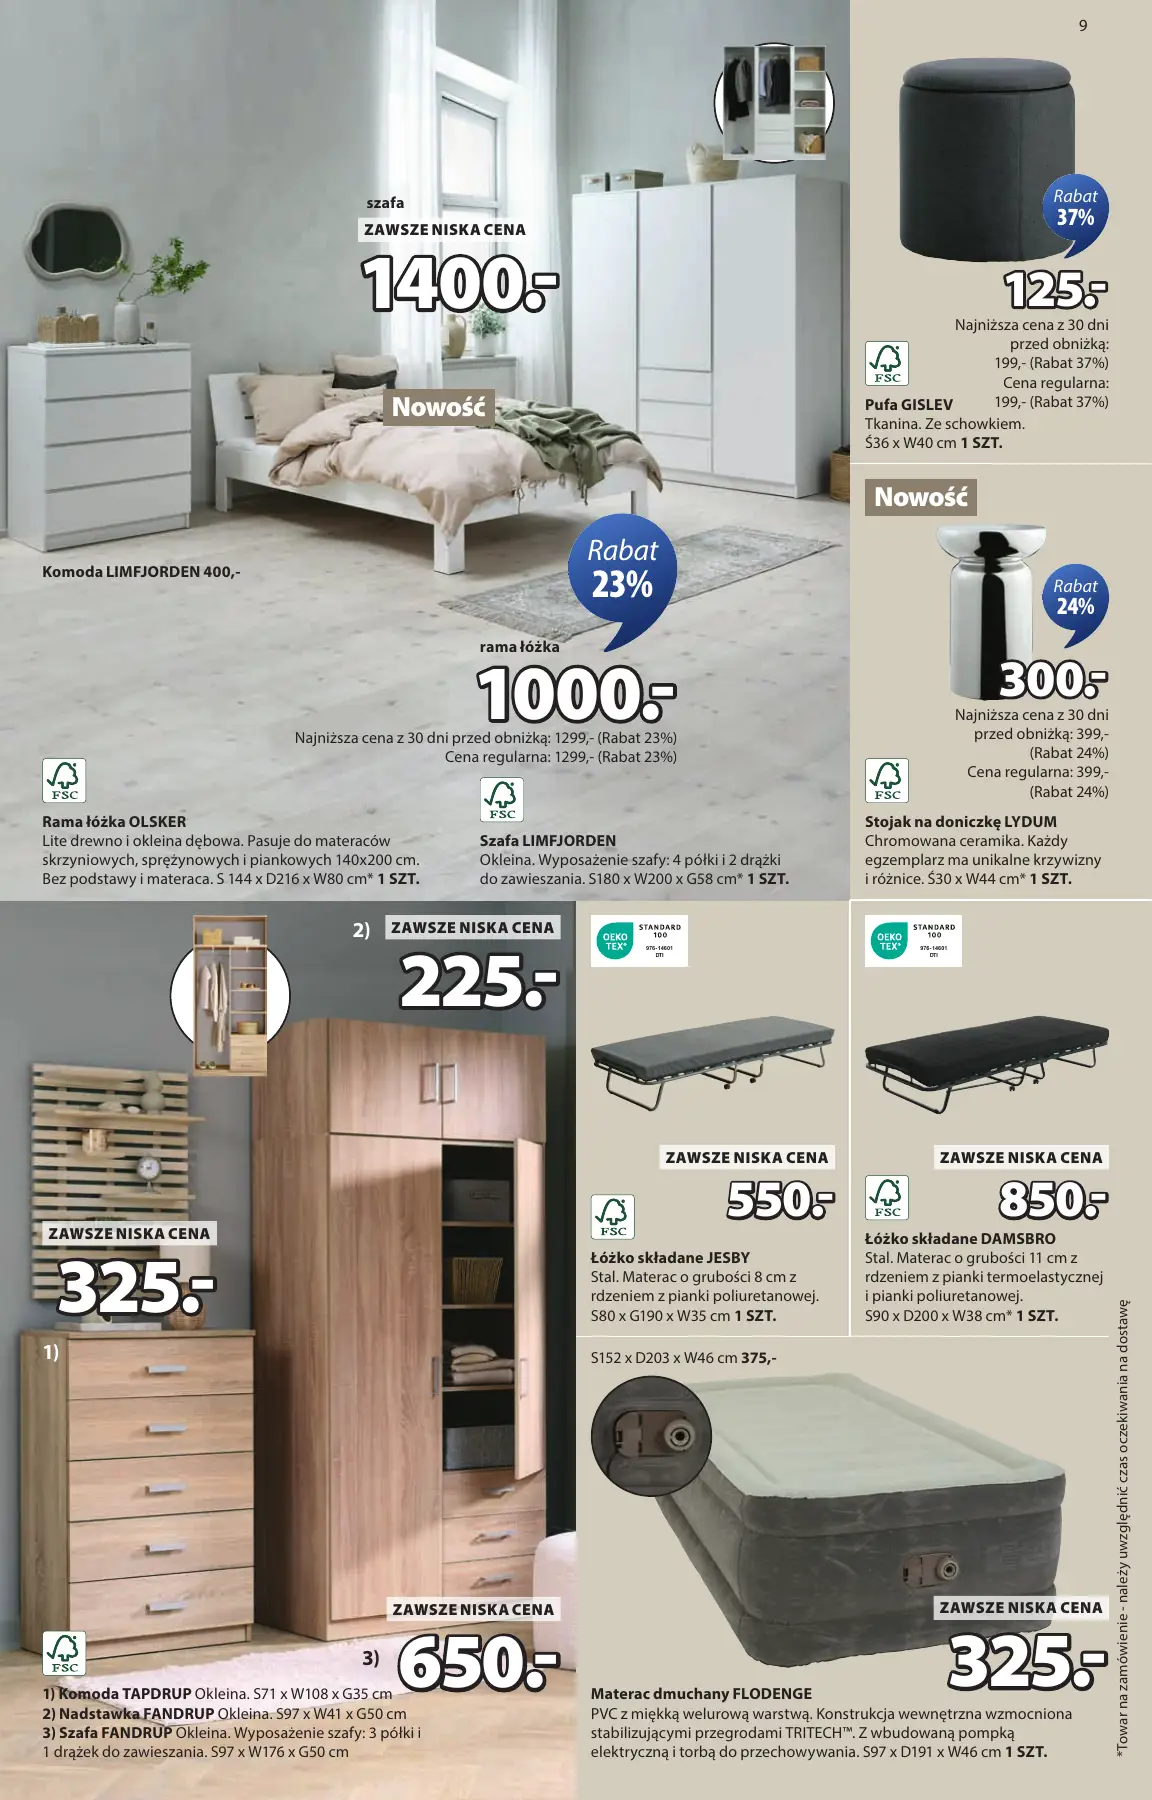 9
szafa
ZAWSZE NISKA CENA
1400.-
Nowość
Komoda LIMFJORDEN 400,-
Rabat
23%
rama łóżka
1000.-
Najniższa cena z 30 dni przed obniżką: 1299,- (Rabat 23%)
Cena regularna: 1299,- (Rabat 23%)
FSC
Rama łóżka OLSKER
Lite drewno i okleina dębowa. Pasuje do materaców
skrzyniowych, sprężynowych i piankowych 140x200 cm.
Bez podstawy i materaca. S 144 x D216 x W80 cm* 1 SZT.
FSC
Szafa LIMFJORDEN
Okleina. Wyposażenie szafy: 4 półki i 2 drążki
do zawieszania. S180 x W200 x G58 cm* 1 SZT.
Rabat
37%
125.-
Najniższa cena z 30 dni
przed obniżką:
199,- (Rabat 37%)
Cena regularna:
199,- (Rabat 37%)
FSC
Pufa GISLEV
Tkanina. Ze schowkiem.
Ś36 x W40 cm 1 SZT.
Nowość
Rabat
24%
300.-
Najniższa cena z 30 dni
przed obniżką: 399,-
(Rabat 24%)
Cena regularna: 399,-
(Rabat 24%)
FSC
Stojak na doniczkę LYDUM
Chromowana ceramika. Każdy
egzemplarz ma unikalne krzywizny
i różnice. Ś30 x W44 cm* 1 SZT.
2)
ZAWSZE NISKA CENA
225.-
ZAWSZE NISKA CENA
325.-
1)
ZAWSZE NISKA CENA
3)
650.-
FSC
1) Komoda TAPDRUP Okleina. S71 x W108 x G35 cm
2) Nadstawka FANDRUP Okleina. S97 x W41 x G50 cm
3) Szafa FANDRUP Okleina. Wyposażenie szafy: 3 półki i
1 drążek do zawieszania. S97 x W176 x G50 cm
OEKO
TEX®
STANDARD
100
976-14601
DTI
ZAWSZE NISKA CENA
550.-
FSC
Łóżko składane JESBY
Stal. Materac o grubości 8 cm z
rdzeniem z pianki poliuretanowej.
S80 x G190 x W35 cm 1 SZT.
OEKO
TEX®
STANDARD
100
976-14601
DTI
ZAWSZE NISKA CENA
850.-
FSC
Łóżko składane DAMSBRO
Stal. Materac o grubości 11 cm z
rdzeniem z pianki termoelastycznej
i pianki poliuretanowej.
S90 x D200 x W38 cm* 1 SZT.
S152 x D203 x W46 cm 375,-
ZAWSZE NISKA CENA
325.-
Materac dmuchany FLODENGE
PVC z miękką welurową warstwą. Konstrukcja wewnętrzna wzmocniona
stabilizującymi przegrodami TRITECH™. Z wbudowaną pompką
elektryczną i torbą do przechowywania. S97 x D191 x W46 cm 1 SZT.
*Towar na zamówienie - należy uwzględnić czas oczekiwania na dostawę